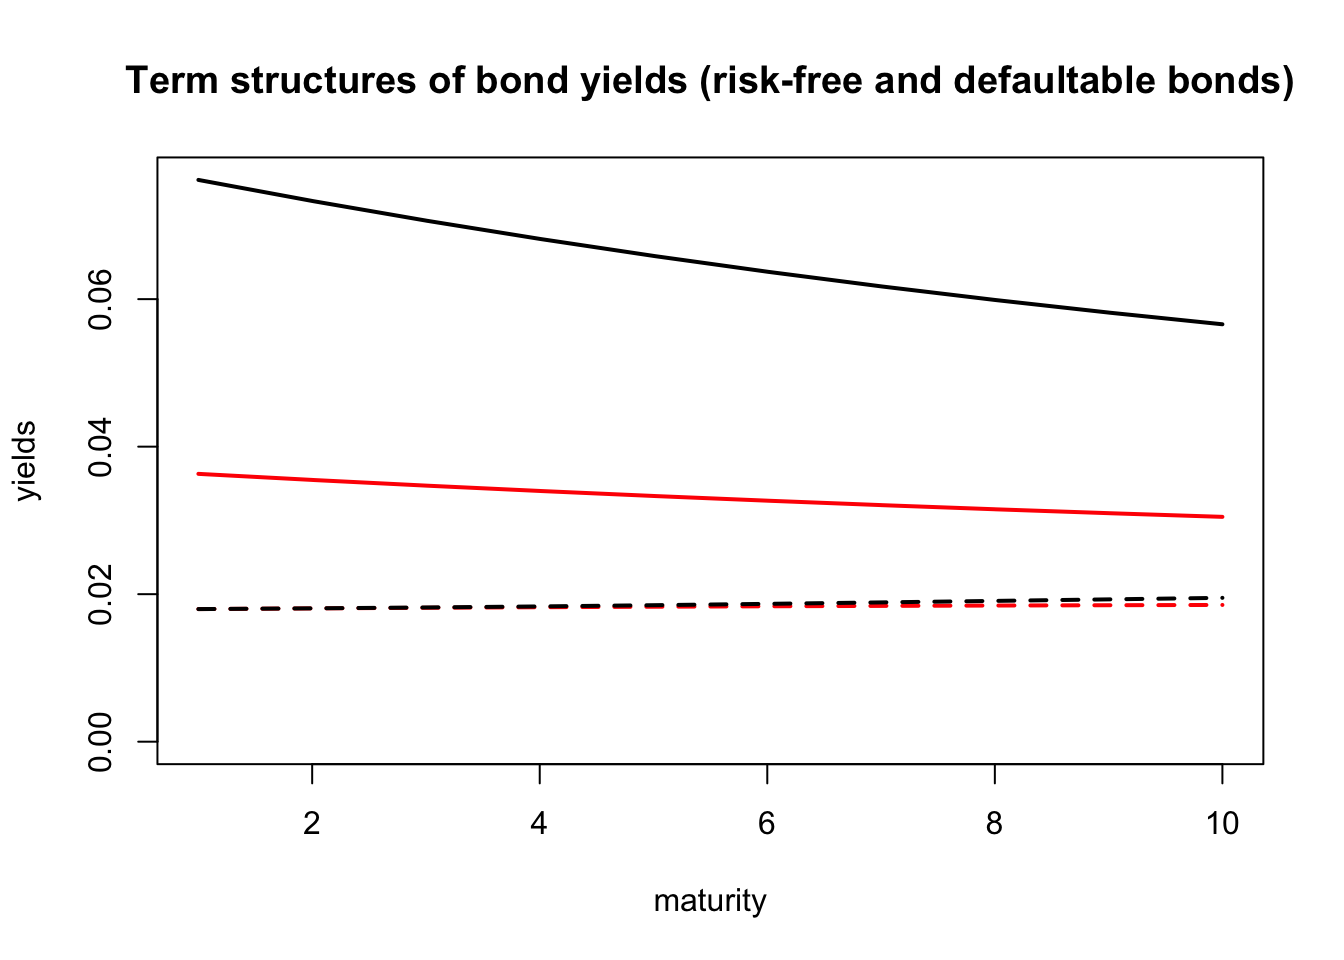 Term structures of bond yields (risk-free and defaultable bonds)
yields
0.06
0.04
0.02
0.00
2 4 6 8 10
maturity